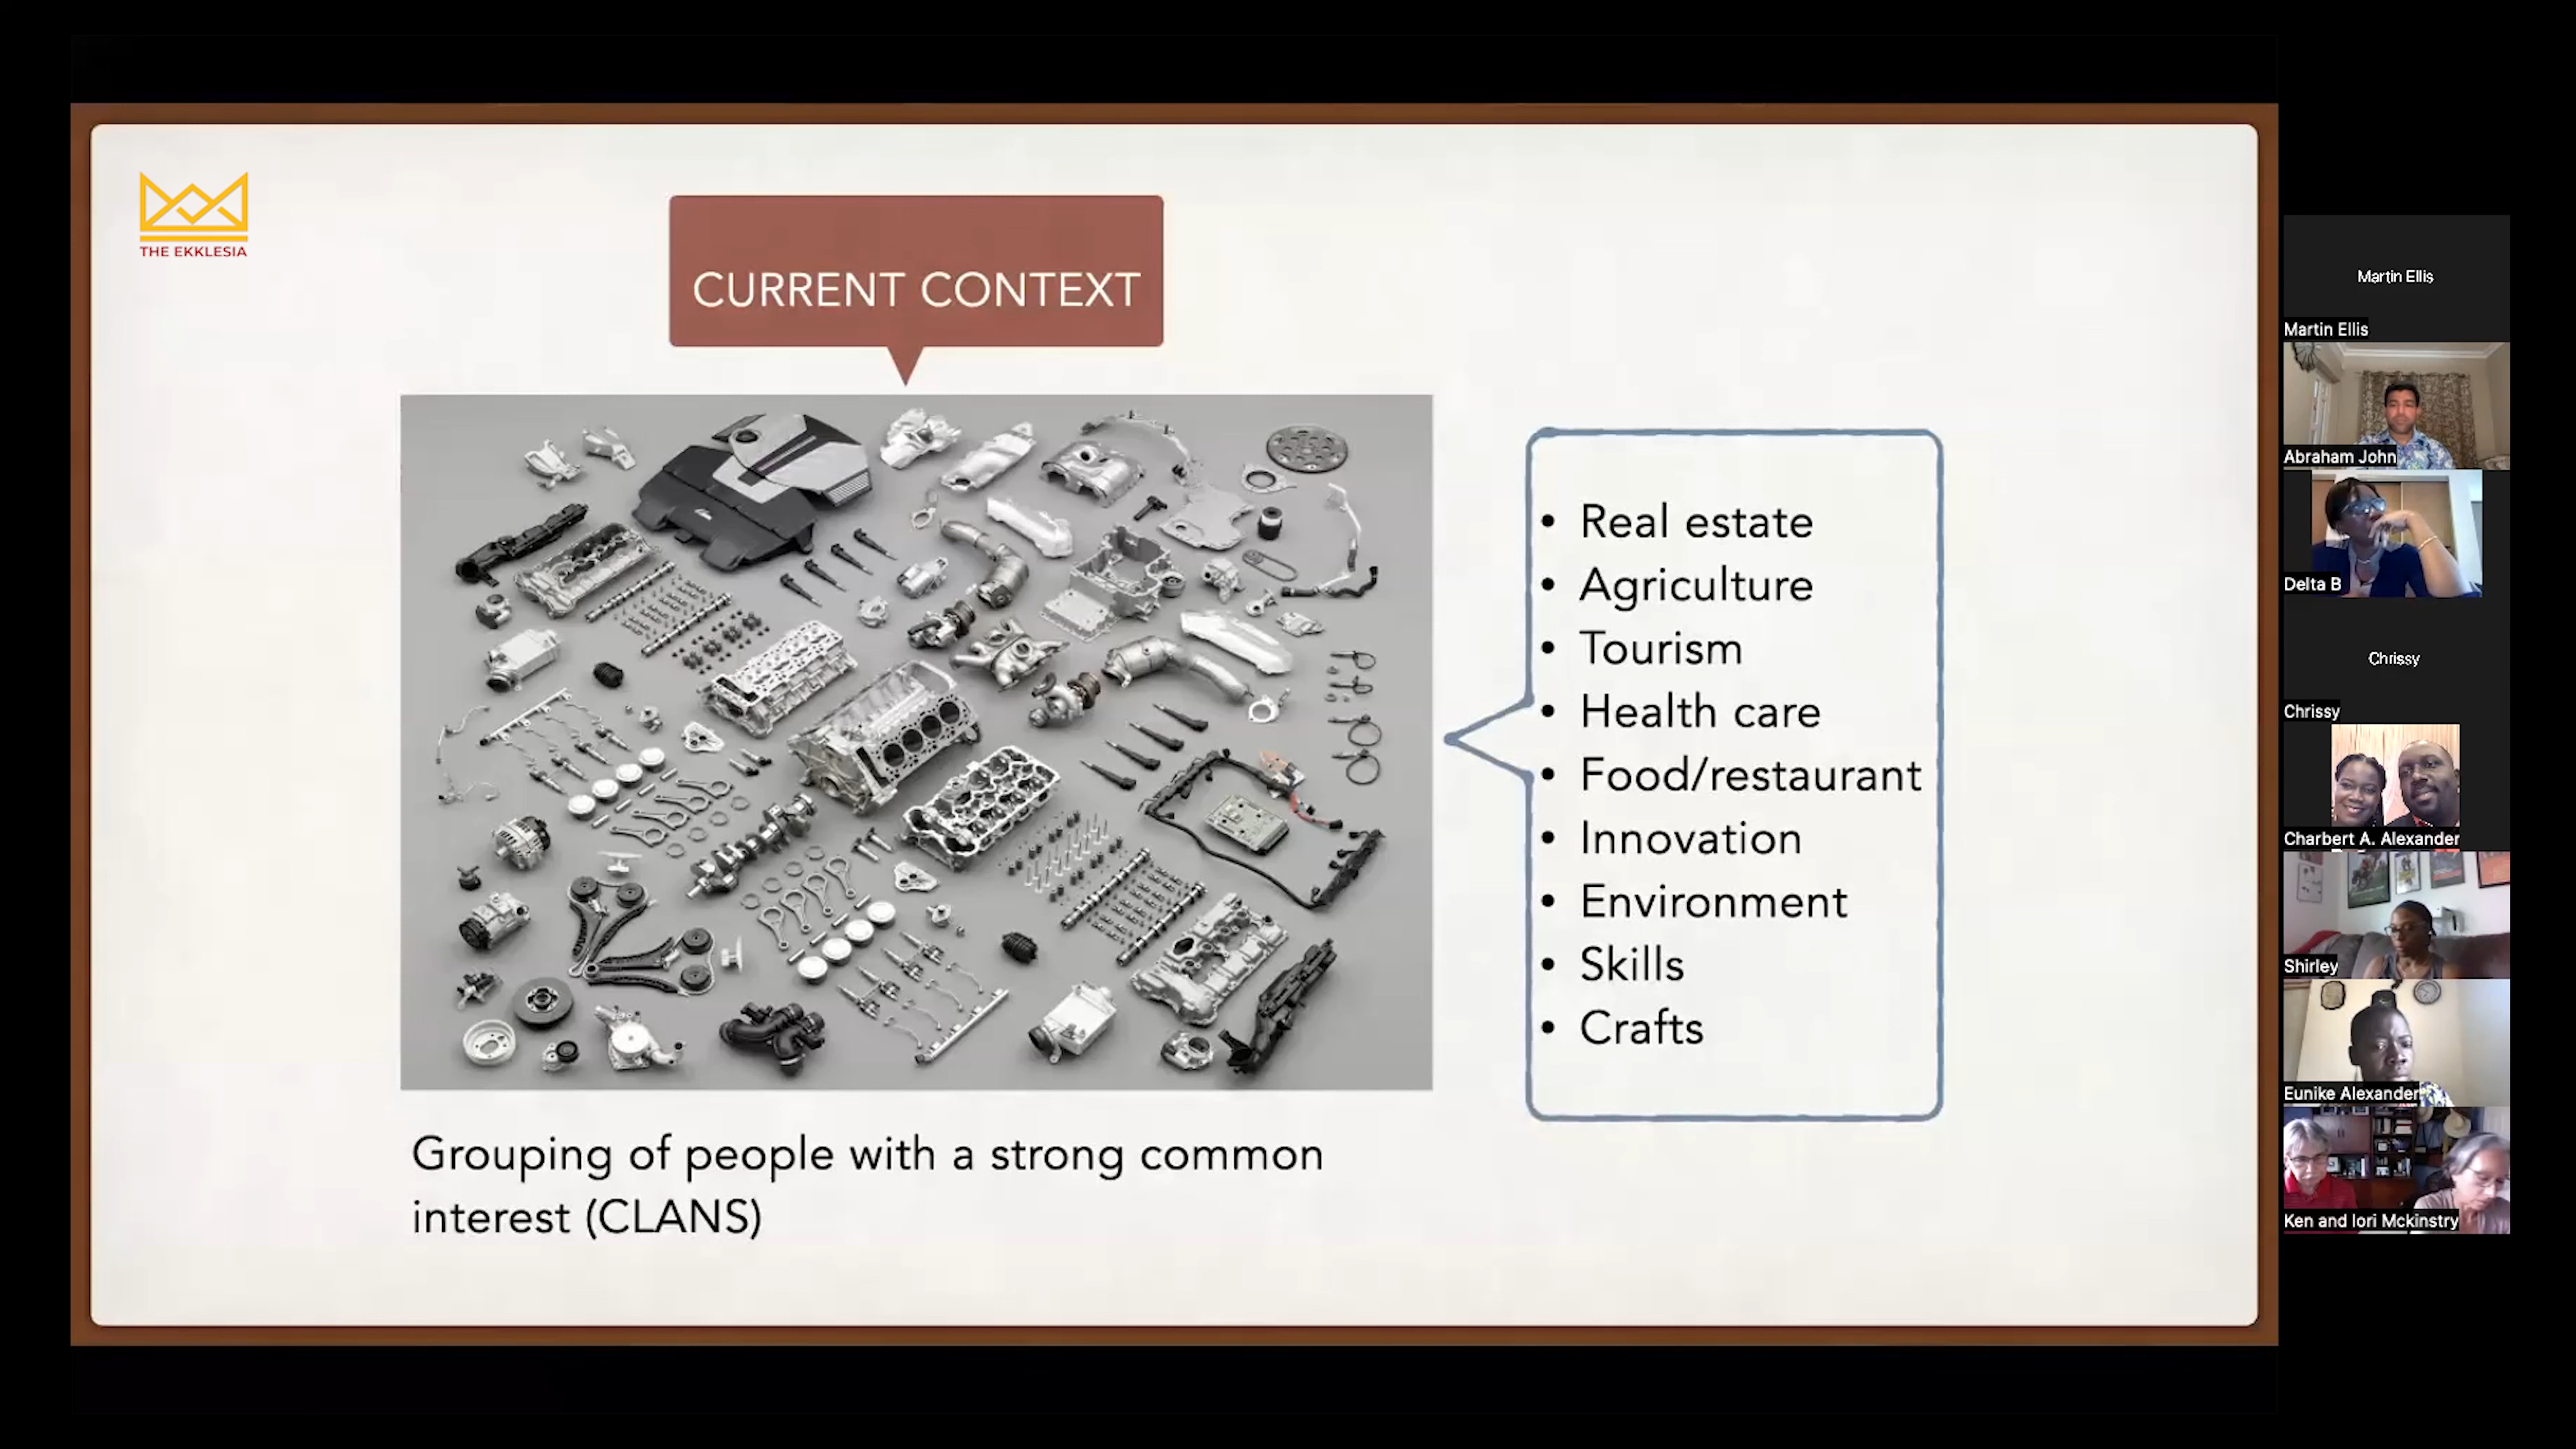 THE EKKLESIA
CURRENT CONTEXT
• Real estate
• Agriculture
• Tourism
• Health care
• Food/restaurant
• Innovation
• Environment
• Skills
• Crafts
Grouping of people with a strong common
interest (CLANS)
Martin Ellis
Martin Ellis
Abraham John
Delta B
Chrissy
Chrissy
Charbert A. Alexander
Shirley
Eunike Alexander
Ken and lori Mckinstry